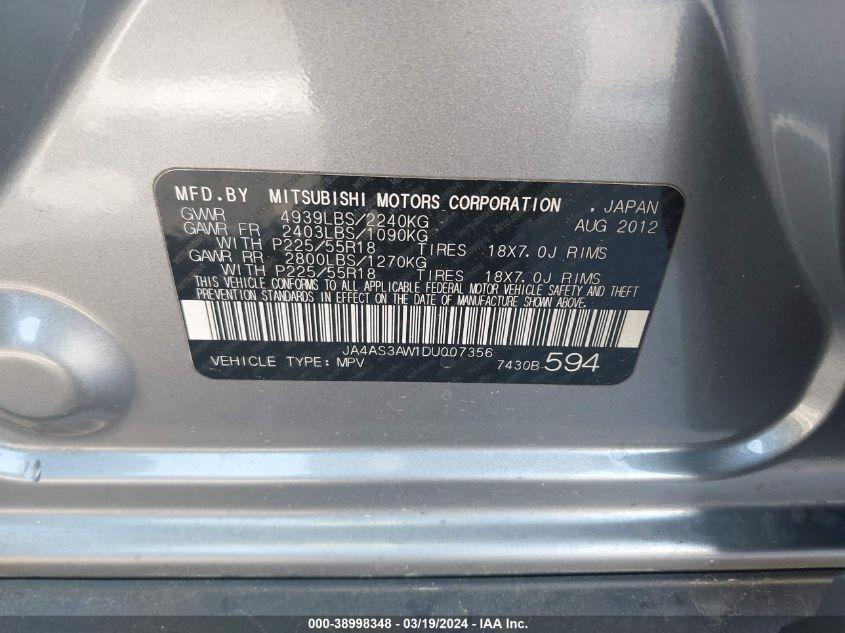 MFD.BY MITSUBISHI MOTORS CORPORATION , JAPAN
GWWR 4939LBS/2240KG AUG 2012
GAWR FR 2403LBS/1090KG
WITH P225/55R18 TIRES 18X7.0J RIMS
GAWR RR 2800LBS/1270KG
WITH P225/55R18 TIRES 18X7.0J RIMS
THIS VEHICLE CONFORMS TO ALL APPLICABLE FEDERAL MOTOR VEHICLE SAFETY AND THEFT
PREVENTION STANDARDS IN EFFECT ON THE DATE OF MANUFACTURE SHOWN ABOVE.
JA4AS3AW1DU007356
VEHICLE TYPE: MPV 7430B 594
000-38998348 / 03/19/2024 - IAA Inc.